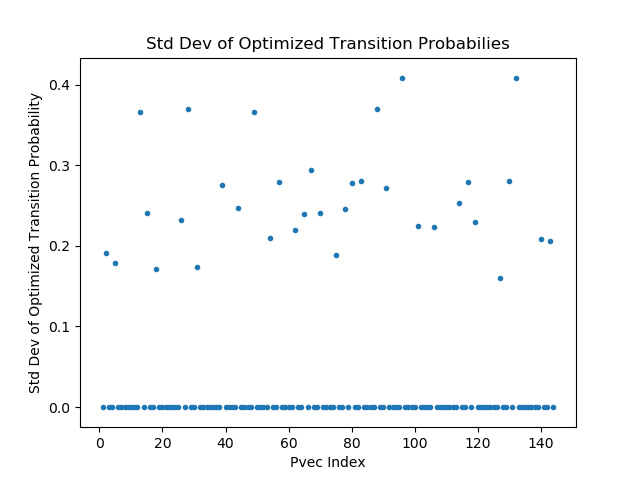 Std Dev of Optimized Transition Probabilies
Std Dev of Optimized Transition Probability
0.4
0.3
0.2
0.1
0.0
0 20 40 60 80 100 120 140
Pvec Index